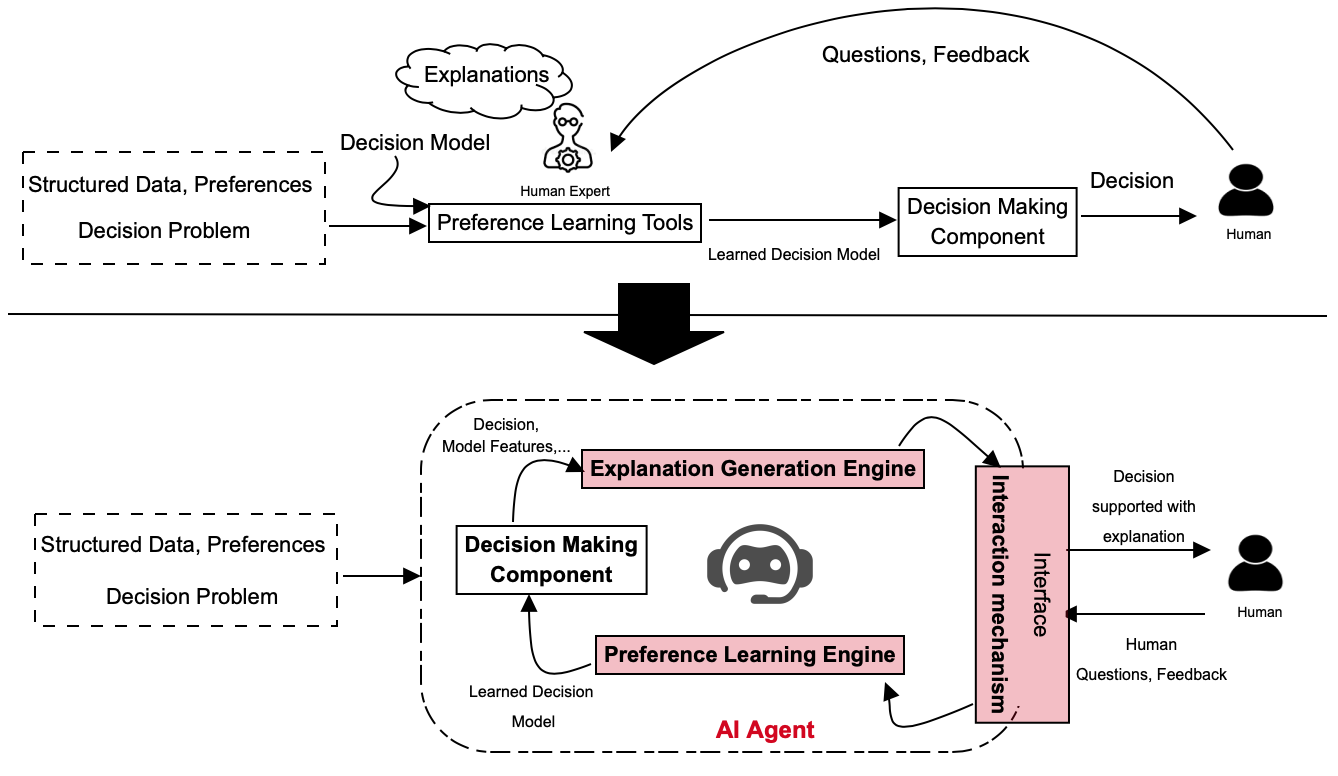 Questions, Feedback
Explanations
Decision Model
Structured Data, Preferences
Decision Problem
Human Expert
Preference Learning Tools
Learned Decision Model
Decision Making
Component
Decision
Human
Decision,
Model Features,...
Explanation Generation Engine
Decision Making
Component
Structured Data, Preferences
Decision Problem
Preference Learning Engine
Learned Decision
Model
AI Agent
Interaction mechanism
Interface
Decision
supported with
explanation
Human
Human
Questions, Feedback